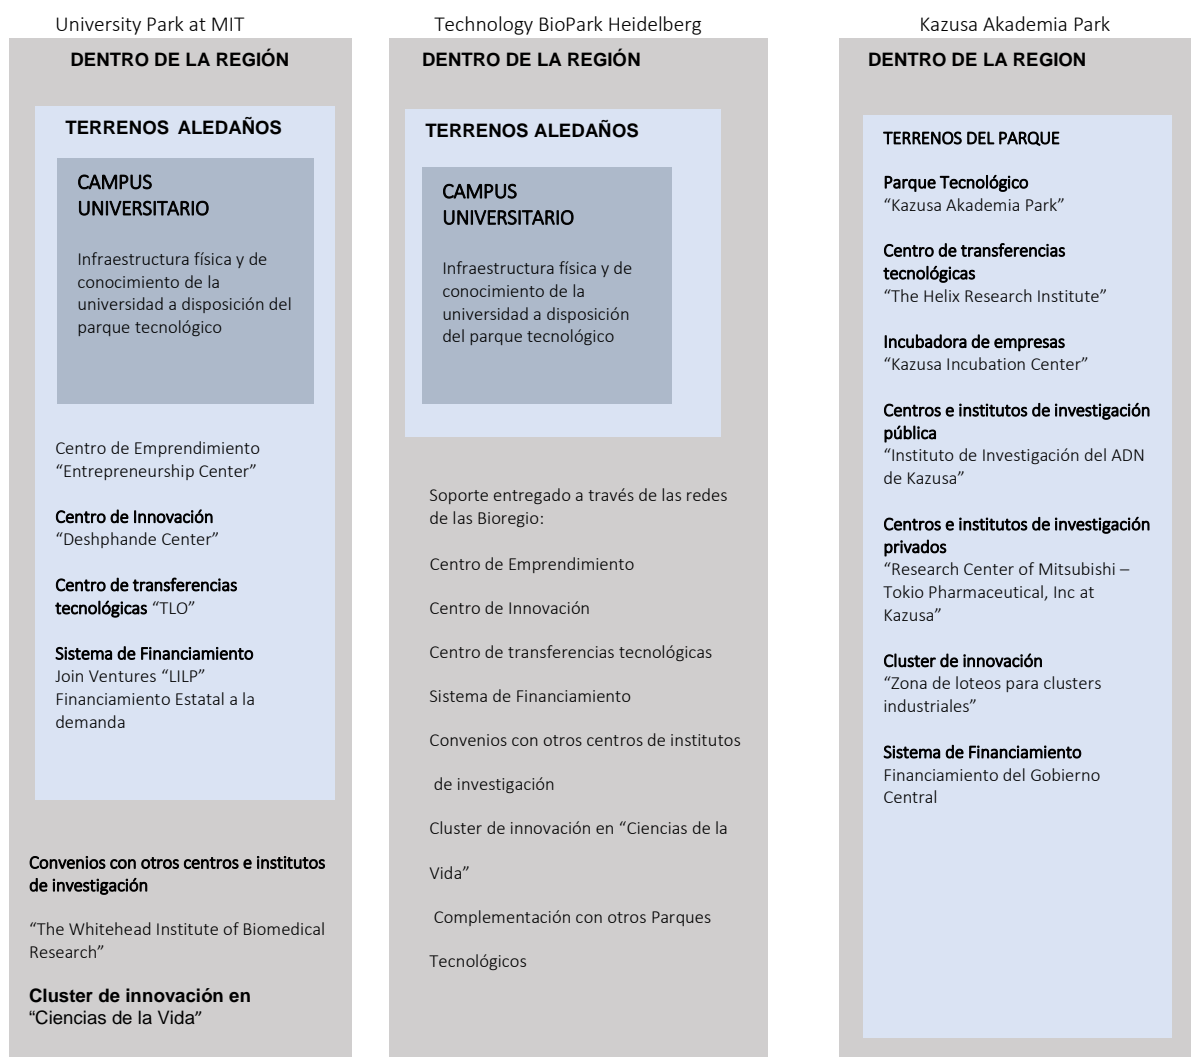 University Park at MIT
DENTRO DE LA REGIÓN
TERRENOS ALEDAÑOS
CAMPUS
UNIVERSITARIO
Infraestructura física y de
conocimiento de la
universidad a disposición del
parque tecnológico
Centro de Emprendimiento
“Entrepreneurship Center”
Centro de Innovación
“Deshphande Center”
Centro de transferencias
tecnológicas “TLO”
Sistema de Financiamiento
Join Ventures “LILP”
Financiamiento Estatal a la
demanda
Convenios con otros centros e institutos
de investigación
“The Whitehead Institute of Biomedical
Research”
Cluster de innovación en
“Ciencias de la Vida”
Technology BioPark Heidelberg
DENTRO DE LA REGIÓN
TERRENOS ALEDAÑOS
CAMPUS
UNIVERSITARIO
Infraestructura física y de
conocimiento de la
universidad a disposición
del parque tecnológico
Soporte entregado a través de las redes
de las Bioregio:
Centro de Emprendimiento
Centro de Innovación
Centro de transferencias tecnológicas
Sistema de Financiamiento
Convenios con otros centros de institutos
de investigación
Cluster de innovación en “Ciencias de la
Vida”
Complementación con otros Parques
Tecnológicos
Kazusa Akademia Park
DENTRO DE LA REGION
TERRENOS DEL PARQUE
Parque Tecnológico
“Kazusa Akademia Park”
Centro de transferencias
tecnológicas
“The Helix Research Institute”
Incubadora de empresas
“Kazusa Incubation Center”
Centros e institutos de investigación
pública
“Instituto de Investigación del ADN
de Kazusa”
Centros e institutos de investigación
privados
“Research Center of Mitsubishi –
Tokio Pharmaceutical, Inc at
Kazusa”
Cluster de innovación
“Zona de loteos para clusters
industriales”
Sistema de Financiamiento
Financiamiento del Gobierno
Central